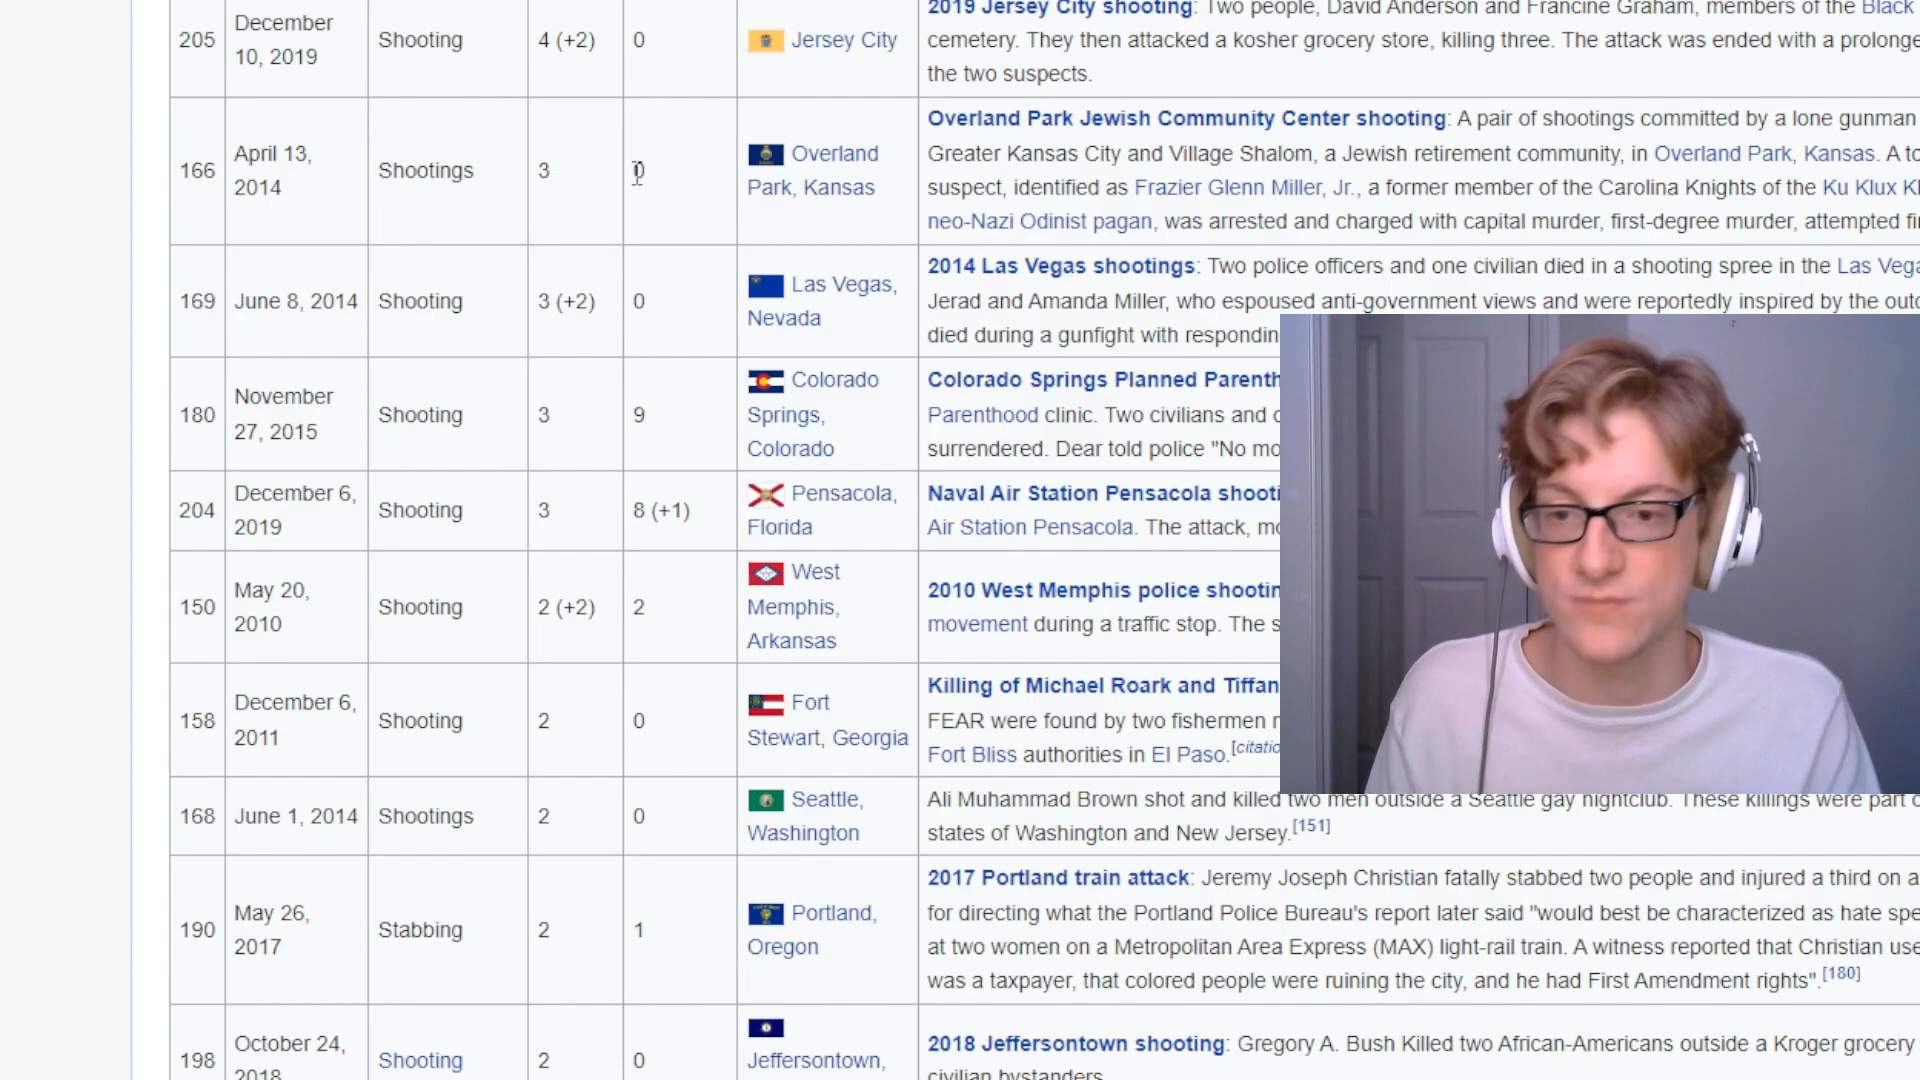 205 December 10, 2019 Shooting 4 (+2) 0 Jersey City
2019 Jersey City shooting: Two people, David Anderson and Francine Graham, members of the Black
cemetery. They then attacked a kosher grocery store, killing three. The attack was ended with a prolonge
the two suspects.
166 April 13, 2014 Shootings 3 0 Overland Park, Kansas
Overland Park Jewish Community Center shooting: A pair of shootings committed by a lone gunman
Greater Kansas City and Village Shalom, a Jewish retirement community, in Overland Park, Kansas. A to
suspect, identified as Frazier Glenn Miller, Jr., a former member of the Carolina Knights of the Ku Klux Kl
neo-Nazi Odinist pagan, was arrested and charged with capital murder, first-degree murder, attempted fi
169 June 8, 2014 Shooting 3 (+2) 0 Las Vegas, Nevada
2014 Las Vegas shootings: Two police officers and one civilian died in a shooting spree in the Las Vega
Jerad and Amanda Miller, who espoused anti-government views and were reportedly inspired by the outc
died during a gunfight with respondin
180 November 27, 2015 Shooting 3 9 Colorado Springs, Colorado
Colorado Springs Planned Parenth
Parenthood clinic. Two civilians and
surrendered. Dear told police "No mo
204 December 6, 2019 Shooting 3 8 (+1) Pensacola, Florida
Naval Air Station Pensacola shooti
Air Station Pensacola. The attack, mo
150 May 20, 2010 Shooting 2 (+2) 2 West Memphis, Arkansas
2010 West Memphis police shootin
movement during a traffic stop. The s
158 December 6, 2011 Shooting 2 0 Fort Stewart, Georgia
Killing of Michael Roark and Tiffan
FEAR were found by two fishermen
Fort Bliss authorities in El Paso.[citatio
168 June 1, 2014 Shootings 2 0 Seattle, Washington
Ali Muhammad Brown shot and killed two men outside a Seattle gay nightclub. These killings were part
states of Washington and New Jersey.[151]
190 May 26, 2017 Stabbing 2 1 Portland, Oregon
2017 Portland train attack: Jeremy Joseph Christian fatally stabbed two people and injured a third on a
for directing what the Portland Police Bureau's report later said "would best be characterized as hate spe
at two women on a Metropolitan Area Express (MAX) light-rail train. A witness reported that Christian use
was a taxpayer, that colored people were ruining the city, and he had First Amendment rights".[180]
198 October 24, 2018 Shooting 2 0 Jeffersontown,
2018 Jeffersontown shooting: Gregory A. Bush Killed two African-Americans outside a Kroger grocery
civilian bystanders.